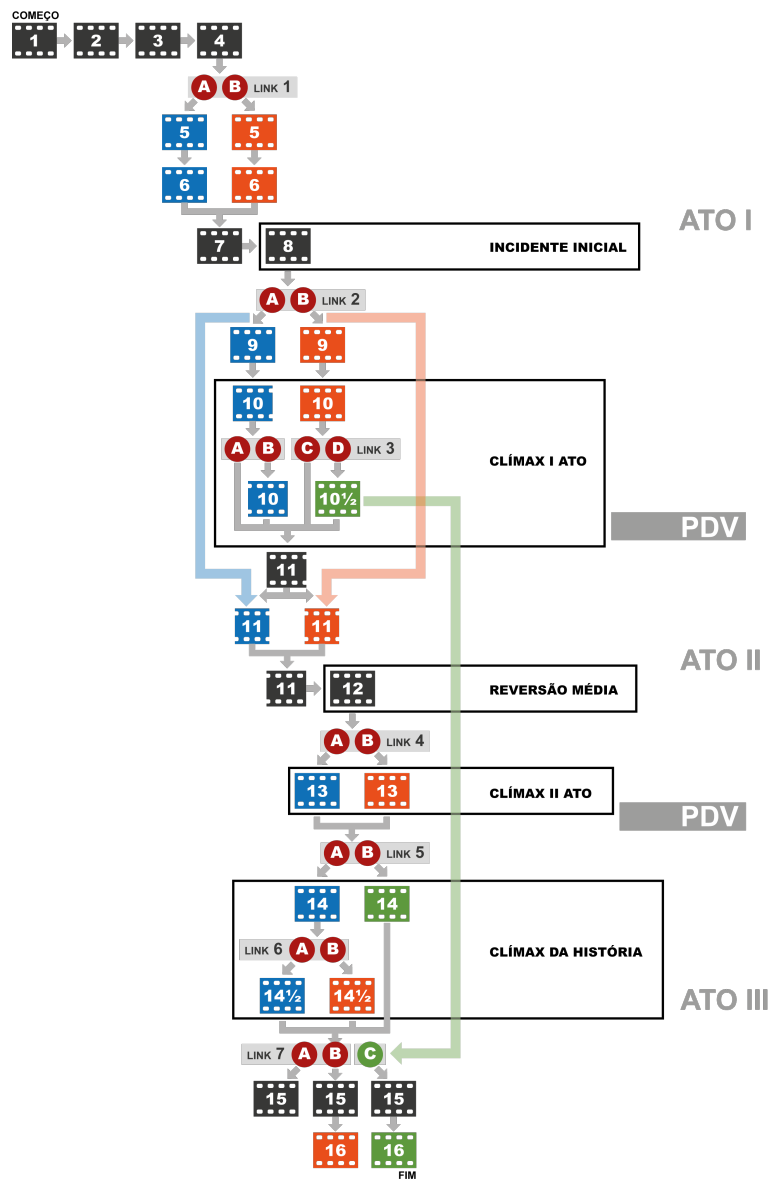 COMEÇO
1 2 3 4
A B LINK 1
5 5
6 6
ATO I
7 8 INCIDENTE INICIAL
A B LINK 2
9 9
10 10
A B C D LINK 3
CLÍMAX I ATO
10 10½
PDV
11
11 11
ATO II
11 12 REVERSÃO MÉDIA
A B LINK 4
13 13 CLÍMAX II ATO
PDV
A B LINK 5
14 14
LINK 6 A B
CLÍMAX DA HISTÓRIA
14½ 14½
ATO III
LINK 7 A B C
15 15 15
16 16
FIM